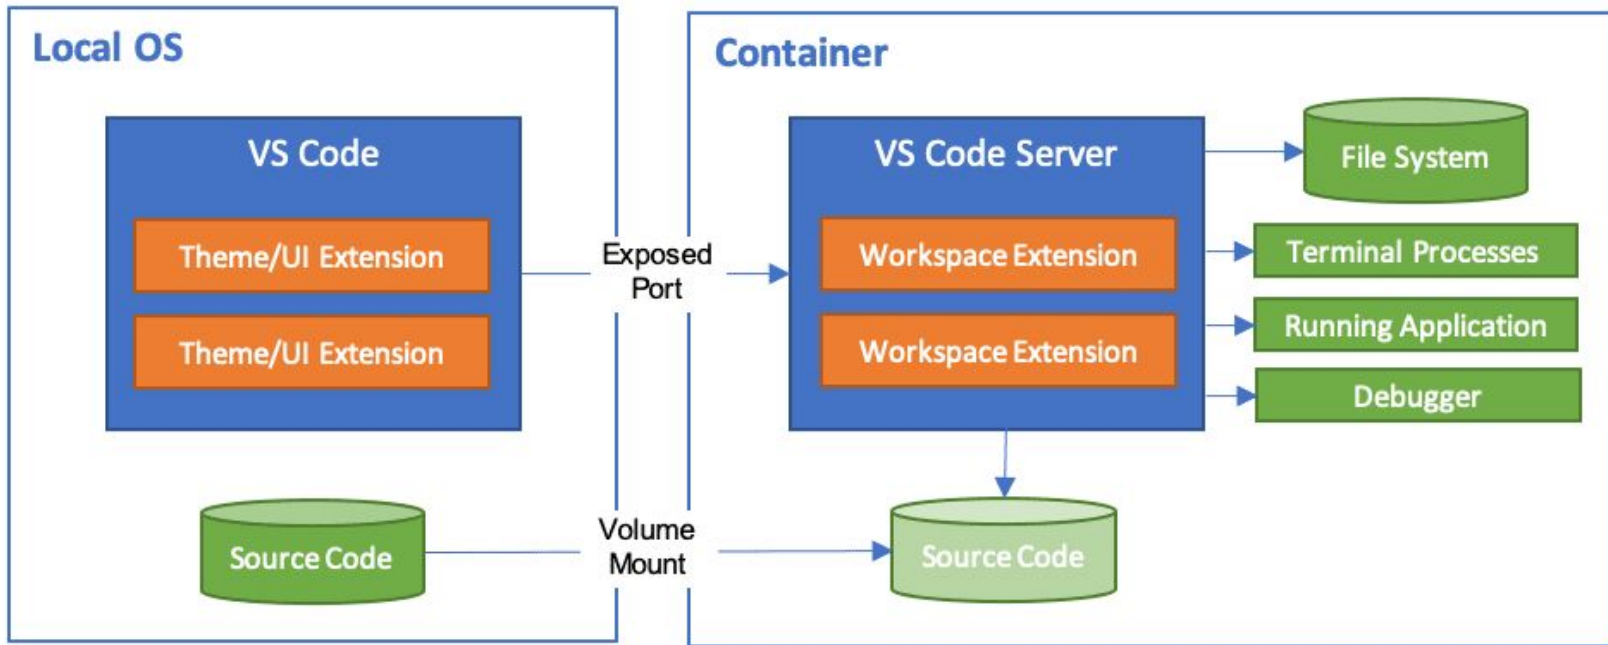 Local OS
VS Code
Theme/UI Extension
Theme/UI Extension
Source Code
Exposed
Port
Volume
Mount
Container
VS Code Server
Workspace Extension
Workspace Extension
File System
Terminal Processes
Running Application
Debugger
Source Code